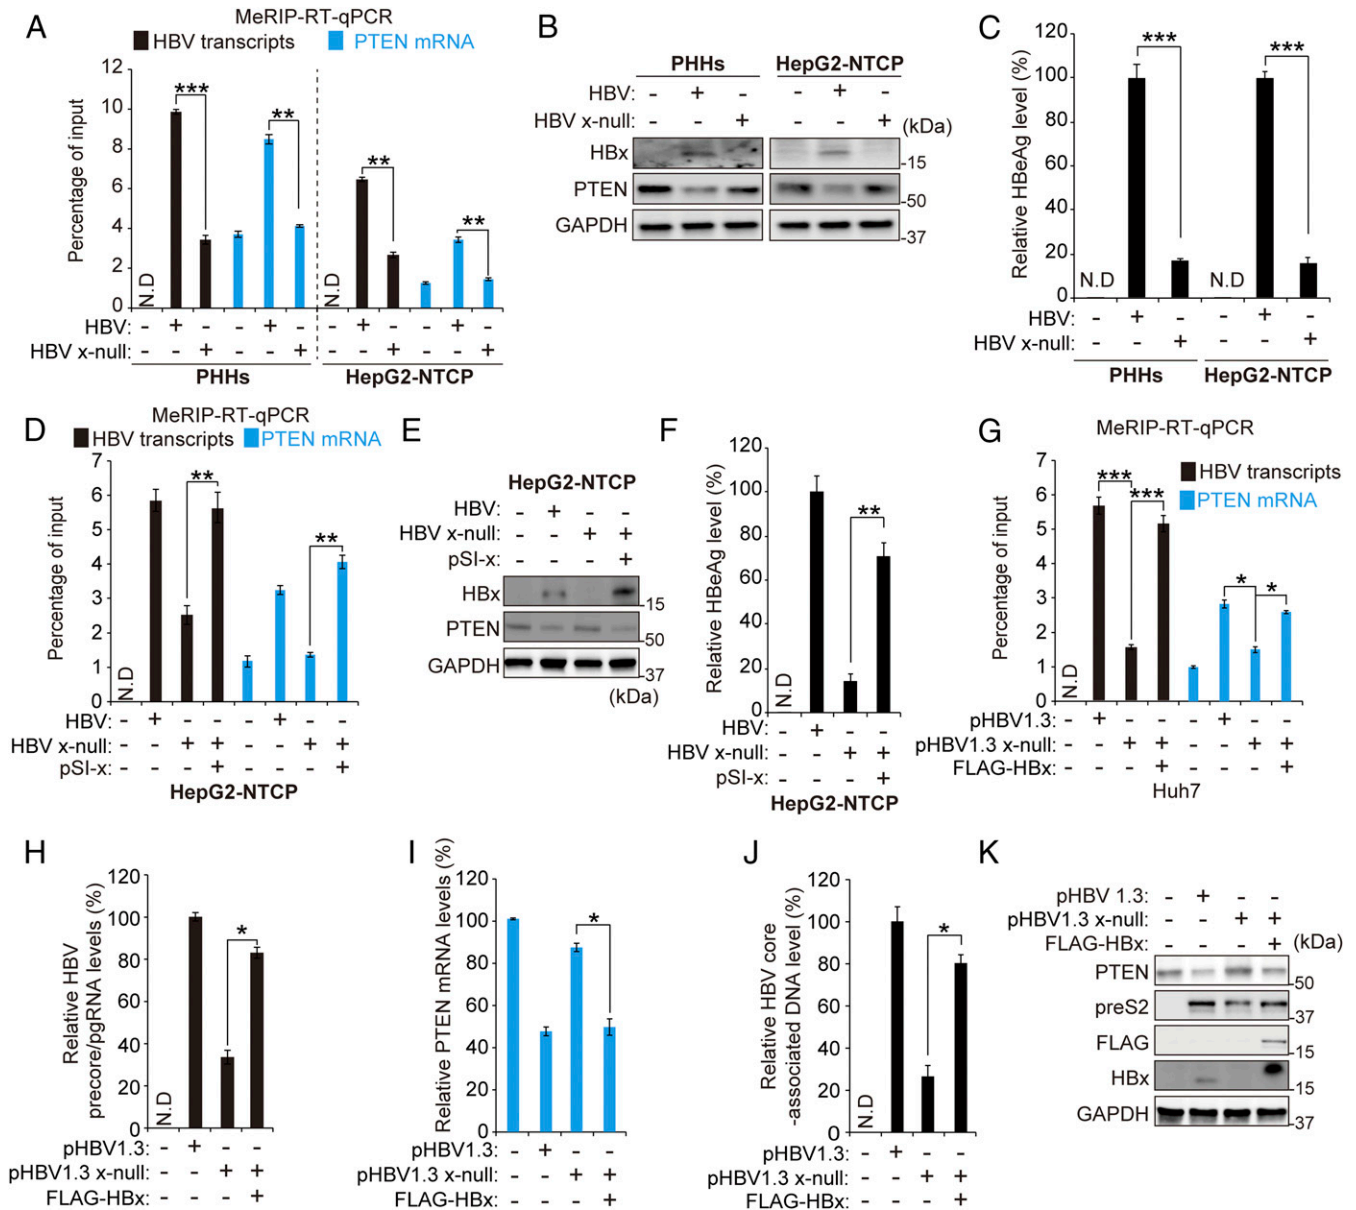 A
MeRIP-RT-qPCR
HBV transcripts PTEN mRNA
Percentage of input
12
10
8
6
4
2
0
*** ** ** **
N.D N.D
HBV: - + - - + - - + - - + -
HBV x-null: - - + - - + - - + - - +
PHHs HepG2-NTCP
B
PHHs HepG2-NTCP
HBV: - + - - + -
HBV x-null: - - + - - + (kDa)
HBx -15
PTEN -50
GAPDH -37
C
Relative HBeAg level (%)
120
100
80
60
40
20
0
*** ***
N.D N.D
HBV: - + - - + -
HBV x-null: - - + - - +
PHHs HepG2-NTCP
D
MeRIP-RT-qPCR
HBV transcripts PTEN mRNA
Percentage of input
7
6
5
4
3
2
1
0
** **
N.D
HBV: - + - - - + - -
HBV x-null: - - + + - - + +
pSI-x: - - - + - - - +
HepG2-NTCP
E
HepG2-NTCP
HBV: - + - -
HBV x-null: - - + +
pSI-x: - - - +
HBx -15
PTEN -50
GAPDH -37
(kDa)
F
Relative HBeAg level (%)
120
100
80
60
40
20
0
**
N.D
HBV: - + - -
HBV x-null: - - + +
pSI-x: - - - +
HepG2-NTCP
G
MeRIP-RT-qPCR
HBV transcripts
PTEN mRNA
Percentage of input
7
6
5
4
3
2
1
0
*** *** * *
N.D
pHBV1.3: - + - - - + - -
pHBV1.3 x-null: - - + + - - + +
FLAG-HBx: - - - + - - - +
Huh7
H
Relative HBV
precore/pgRNA levels (%)
120
100
80
60
40
20
0
*
N.D
pHBV1.3: - + - -
pHBV1.3 x-null: - - + +
FLAG-HBx: - - - +
I
Relative PTEN mRNA levels (%)
120
100
80
60
40
20
0
*
pHBV1.3: - + - -
pHBV1.3 x-null: - - + +
FLAG-HBx: - - - +
J
Relative HBV core
-associated DNA level (%)
120
100
80
60
40
20
0
*
N.D
pHBV1.3: - + - -
pHBV1.3 x-null: - - + +
FLAG-HBx: - - - +
K
pHBV 1.3: - + - -
pHBV1.3 x-null: - - + +
FLAG-HBx: - - - + (kDa)
PTEN -50
preS2 -37
FLAG -15
HBx -15
GAPDH -37